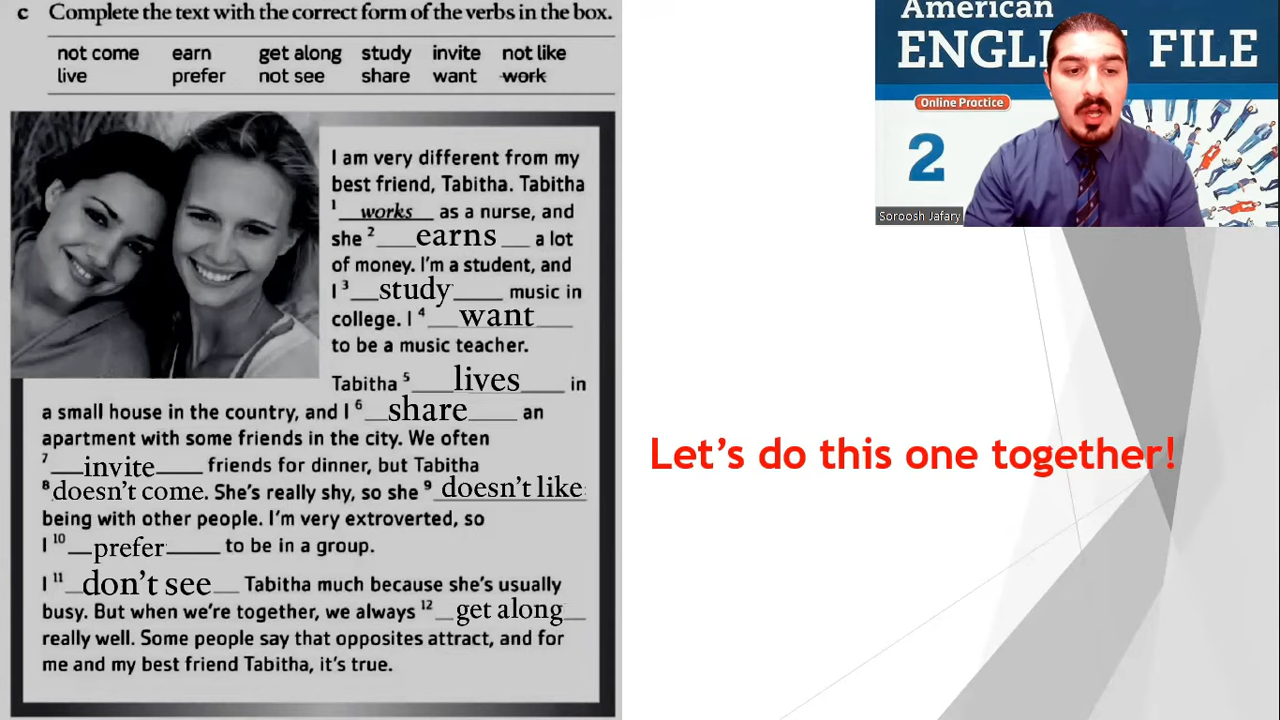 c Complete the text with the correct form of the verbs in the box.
not come earn get along study invite not like
live prefer not see share want work
I am very different from my
best friend, Tabitha. Tabitha
1 works as a nurse, and
she 2 earns a lot
of money. I'm a student, and
I 3 study music in
college. I 4 want
to be a music teacher.
Tabitha 5 lives in
a small house in the country, and I 6 share an
apartment with some friends in the city. We often
7 invite friends for dinner, but Tabitha
8 doesn't come. She's really shy, so she 9 doesn't like
being with other people. I'm very extroverted, so
I 10 prefer to be in a group.
I 11 don't see Tabitha much because she's usually
busy. But when we're together, we always 12 get along
really well. Some people say that opposites attract, and for
me and my best friend Tabitha, it's true.
American
ENGL FILE
Online Practice
2
Soroosh Jafary
Let's do this one together!